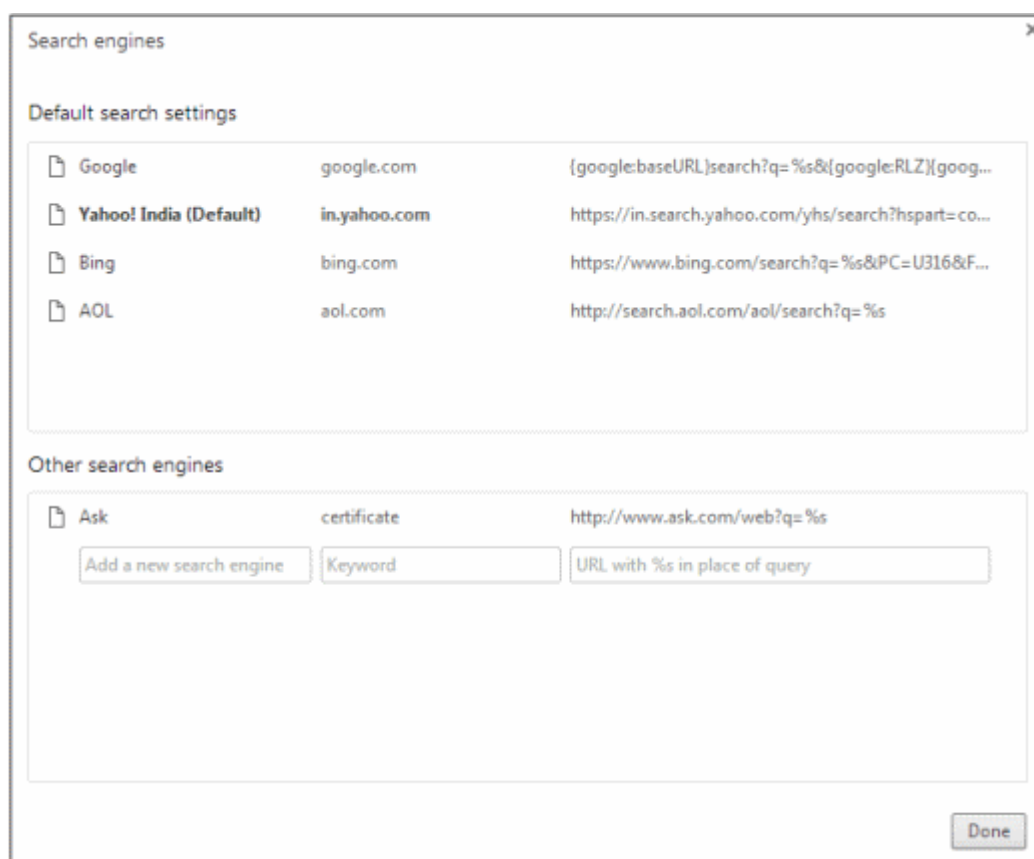 Search engines
Default search settings
Google google.com {google:baseURL}search?q=%s&{google:RLZ}{goog...
Yahoo! India (Default) in.yahoo.com https://in.search.yahoo.com/yhs/search?hspart=co...
Bing bing.com https://www.bing.com/search?q=%s&PC=U316&F...
AOL aol.com http://search.aol.com/aol/search?q=%s
Other search engines
Ask certificate http://www.ask.com/web?q=%s
Add a new search engine Keyword URL with %s in place of query
Done